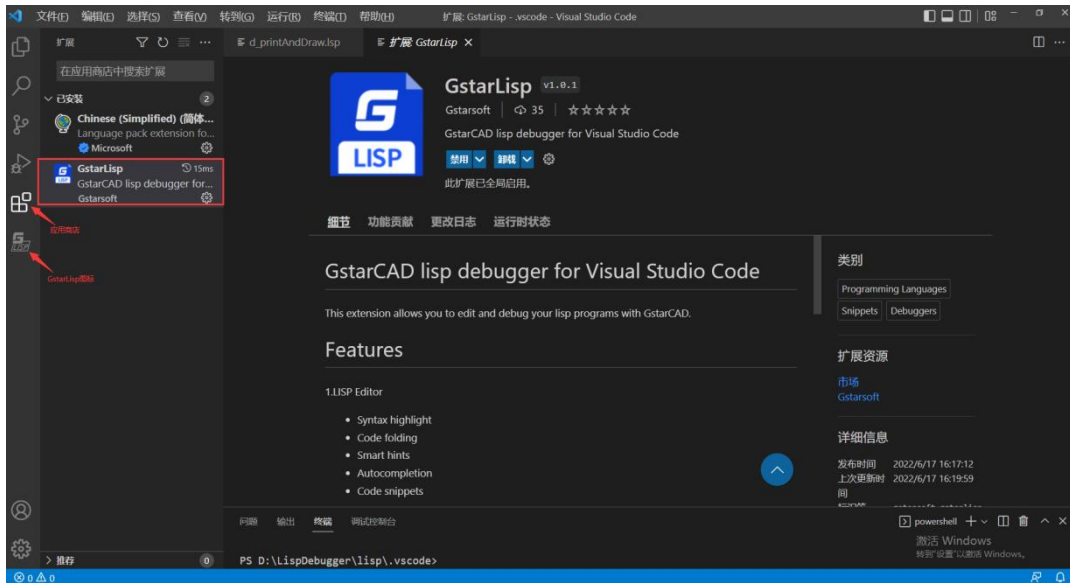 文件(F) 编辑(E) 选择(S) 查看(V) 转到(G) 运行(R) 终端(T) 帮助(H) 扩展: GstarLisp - .vscode - Visual Studio Code
扩展
d_printAndDraw.lsp
扩展 GstarLisp
在应用商店中搜索扩展
已安装 2
Chinese (Simplified) (简体...
Language pack extension fo...
Microsoft
GstarLisp 15ms
GstarCAD lisp debugger for...
Gstarsoft
应用商店
GstarLisp图标
G
LISP
GstarLisp v1.0.1
Gstarsoft 35
GstarCAD lisp debugger for Visual Studio Code
禁用 卸载
此扩展已全局启用。
细节 功能贡献 更改日志 运行时状态
GstarCAD lisp debugger for Visual Studio Code
This extension allows you to edit and debug your lisp programs with GstarCAD.
Features
1.LISP Editor
• Syntax highlight
• Code folding
• Smart hints
• Autocompletion
• Code snippets
类别
Programming Languages
Snippets Debuggers
扩展资源
市场
Gstarsoft
详细信息
发布时间 2022/6/17 16:17:12
上次更新时 2022/6/17 16:19:59
间
问题 输出 终端 调试控制台
powershell
PS D:\LispDebugger\lisp\.vscode>
激活 Windows
转到"设置"以激活 Windows。
推荐 0
0 0